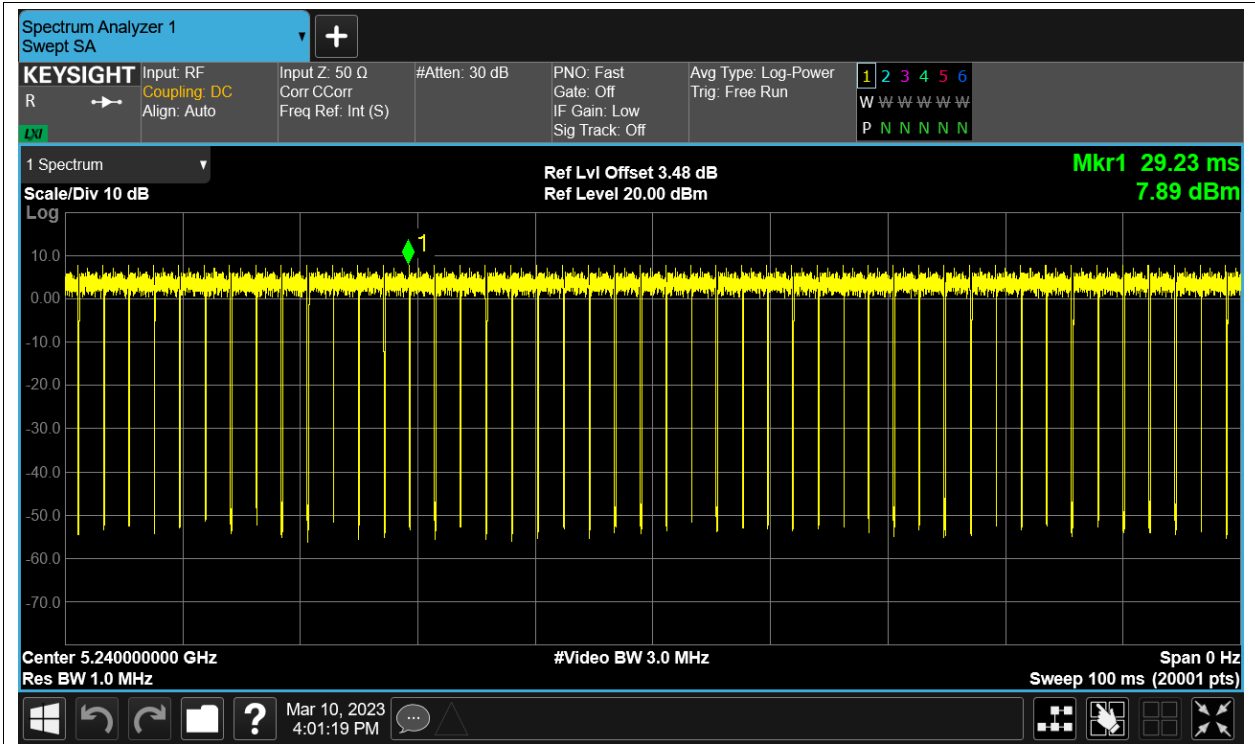 Spectrum Analyzer 1
Swept SA
KEYSIGHT
R
LXI
Input: RF
Coupling: DC
Align: Auto
Input Z: 50 Ω
Corr CCorr
Freq Ref: Int (S)
#Atten: 30 dB
PNO: Fast
Gate: Off
IF Gain: Low
Sig Track: Off
Avg Type: Log-Power
Trig: Free Run
1 2 3 4 5 6
W W W W W W
P N N N N N
1 Spectrum
Scale/Div 10 dB
Ref Lvl Offset 3.48 dB
Ref Level 20.00 dBm
Mkr1 29.23 ms
7.89 dBm
Log
1
10.0
0.00
-10.0
-20.0
-30.0
-40.0
-50.0
-60.0
-70.0
Center 5.240000000 GHz
Res BW 1.0 MHz
#Video BW 3.0 MHz
Span 0 Hz
Sweep 100 ms (20001 pts)
?
Mar 10, 2023
4:01:19 PM